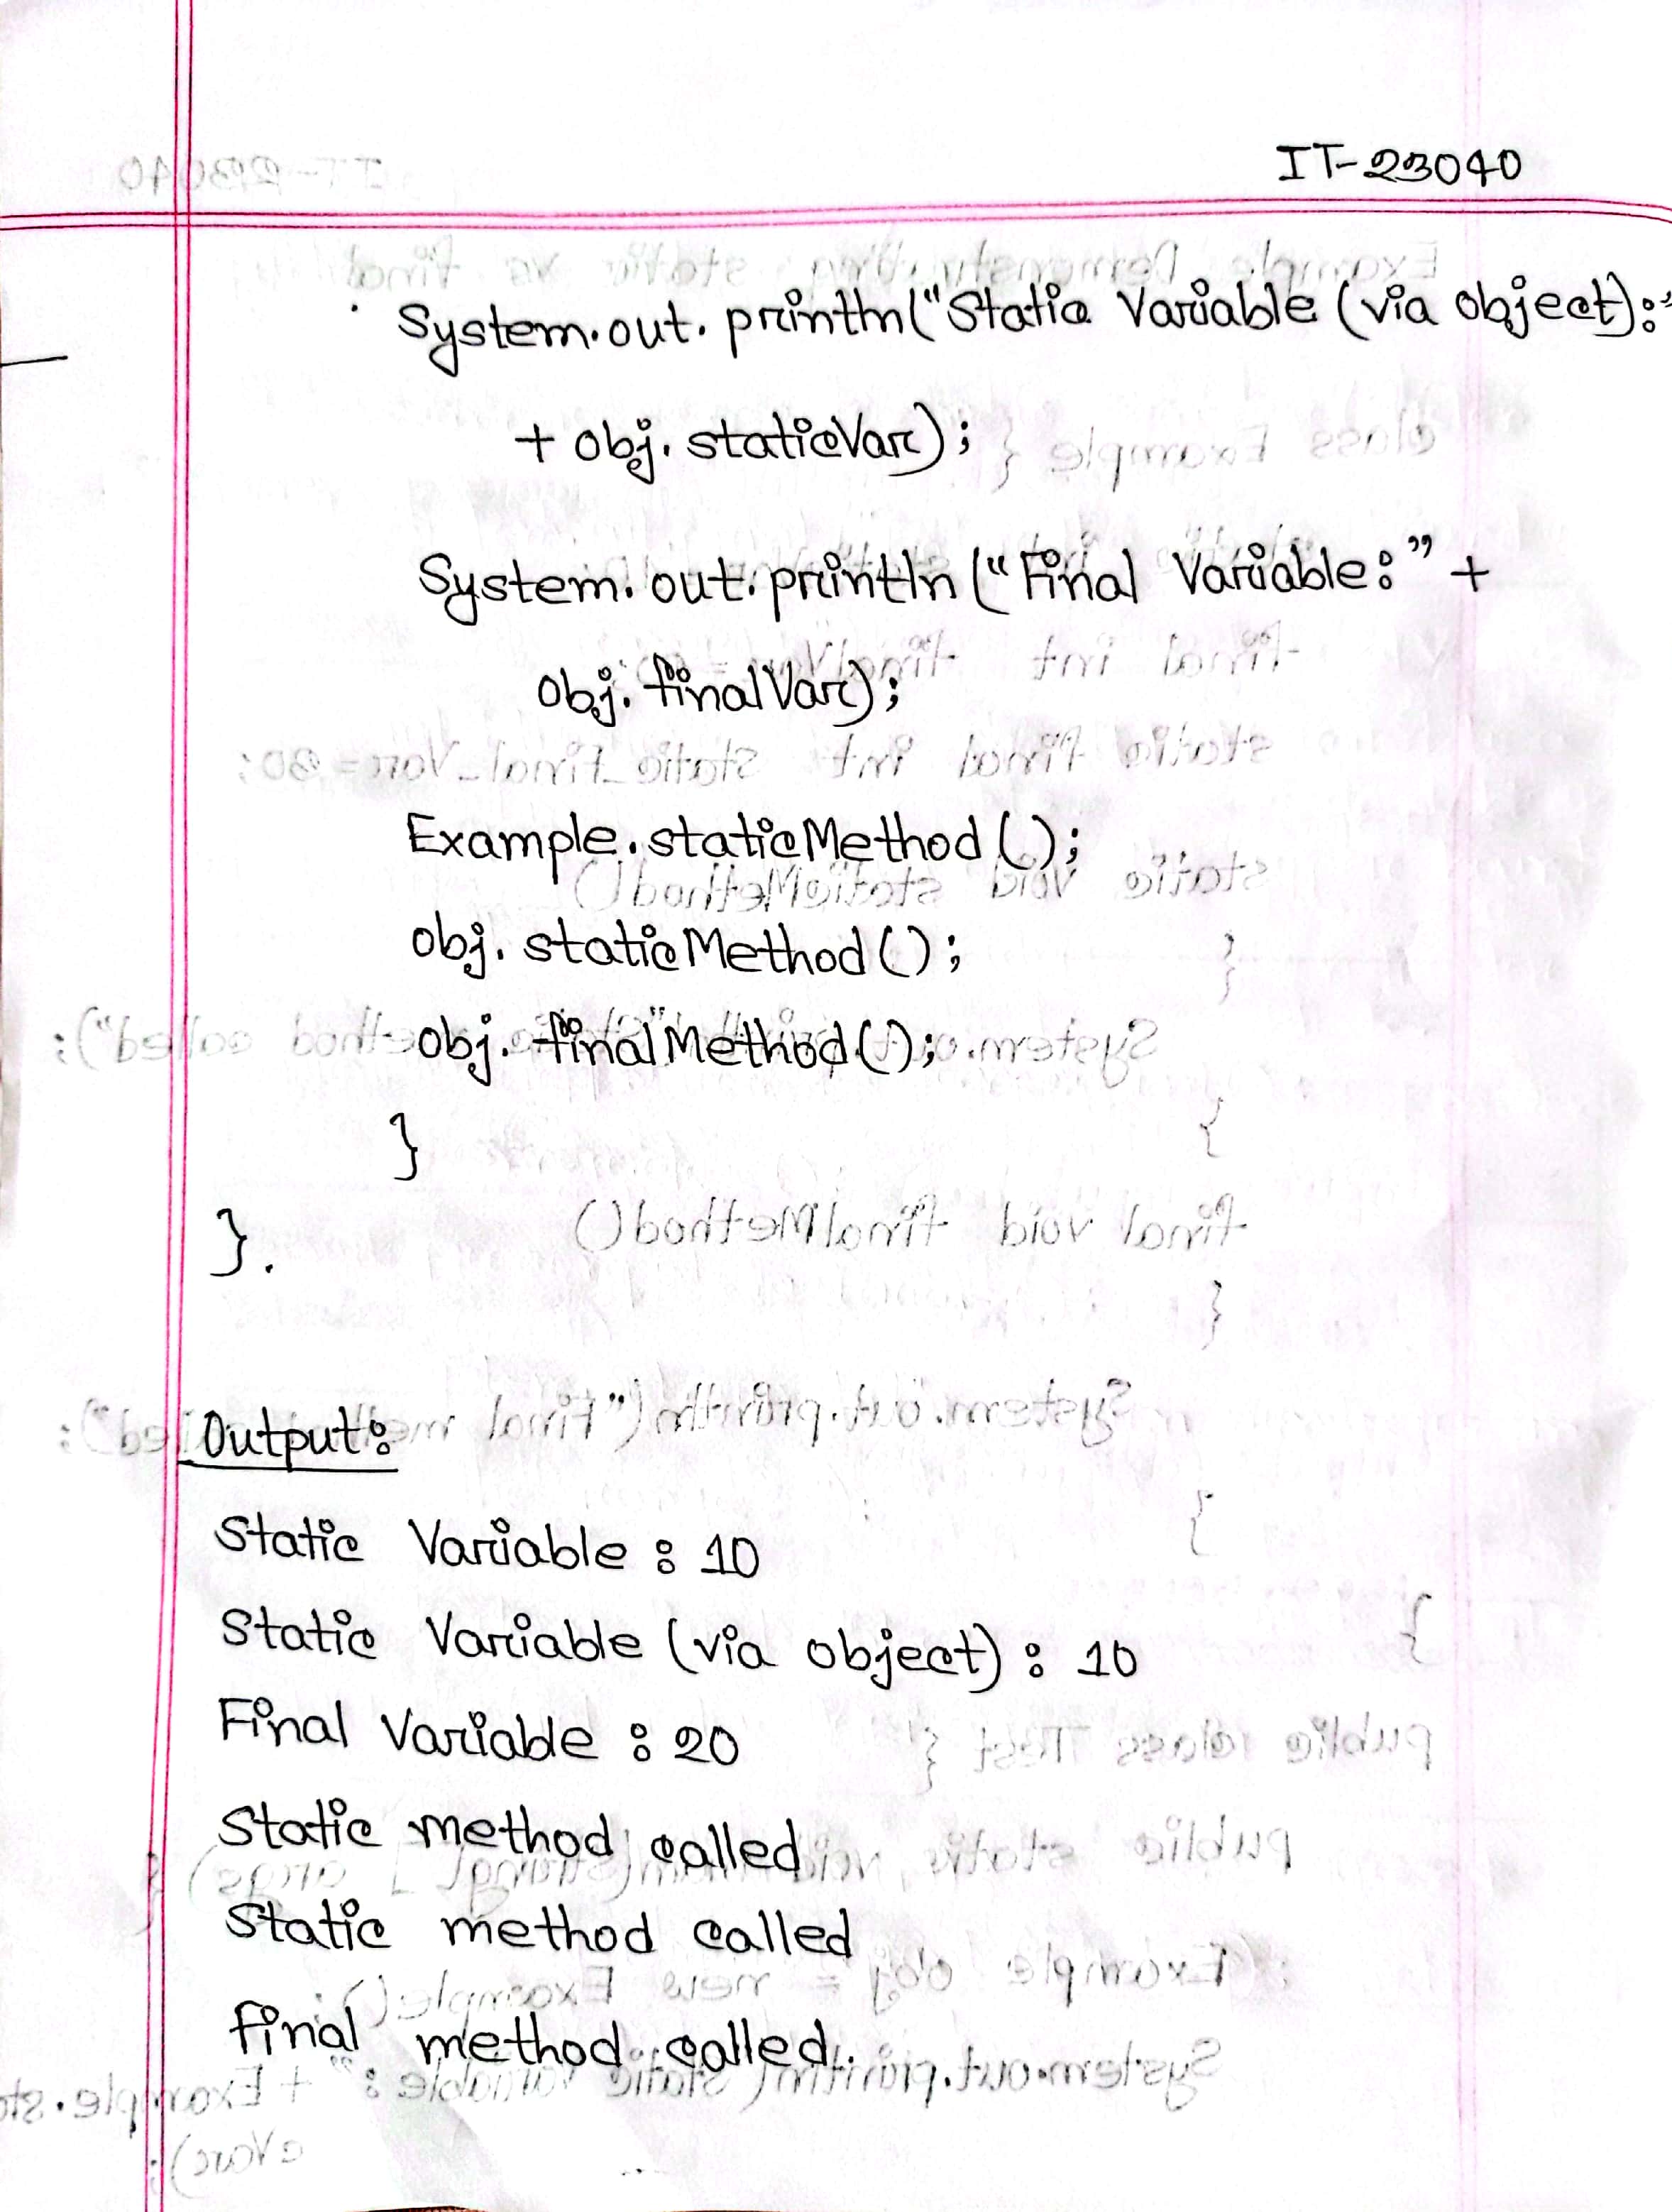 IT-23040
System.out.println("Static Variable (via object):"
+ obj.staticVar);
System.out.println("Final Variable:" +
obj.finalVar);
Example.staticMethod();
obj.staticMethod();
obj.finalMethod();
}
}.
Output:
Static Variable : 10
Static Variable (via object) : 10
Final Variable : 20
Static method called
Static method called
final method called.